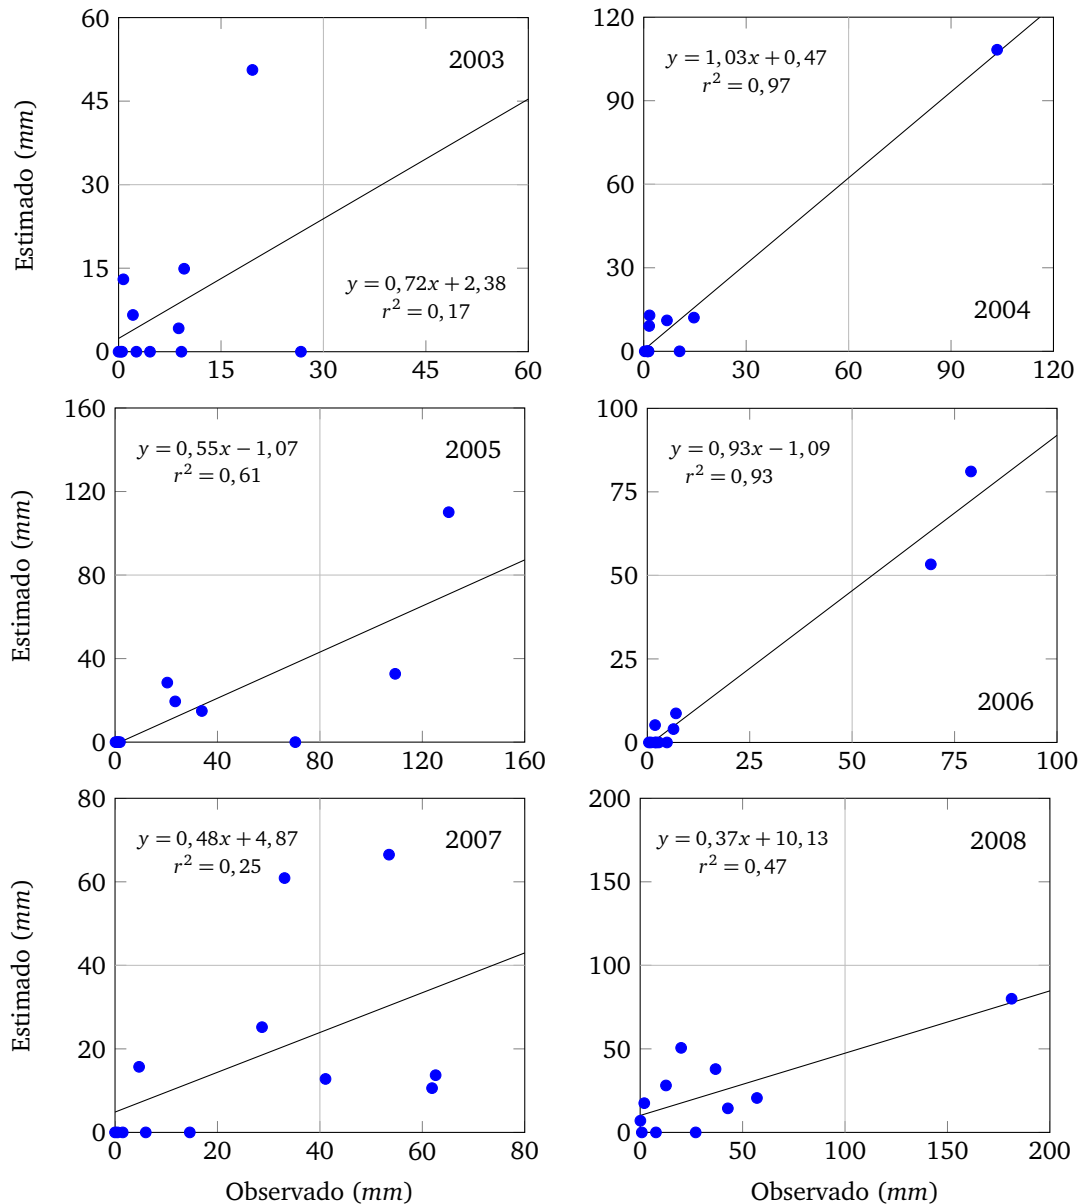 60
45
30
15
0
0 15 30 45 60
Estimado (mm)
2003
y = 0,72x + 2,38
r² = 0,17
120
90
60
30
0
0 30 60 90 120
y = 1,03x + 0,47
r² = 0,97
2004
160
120
80
40
0
0 40 80 120 160
Estimado (mm)
y = 0,55x − 1,07
r² = 0,61
2005
100
75
50
25
0
0 25 50 75 100
y = 0,93x − 1,09
r² = 0,93
2006
80
60
40
20
0
0 20 40 60 80
Estimado (mm)
Observado (mm)
y = 0,48x + 4,87
r² = 0,25
2007
200
150
100
50
0
0 50 100 150 200
Observado (mm)
y = 0,37x + 10,13
r² = 0,47
2008